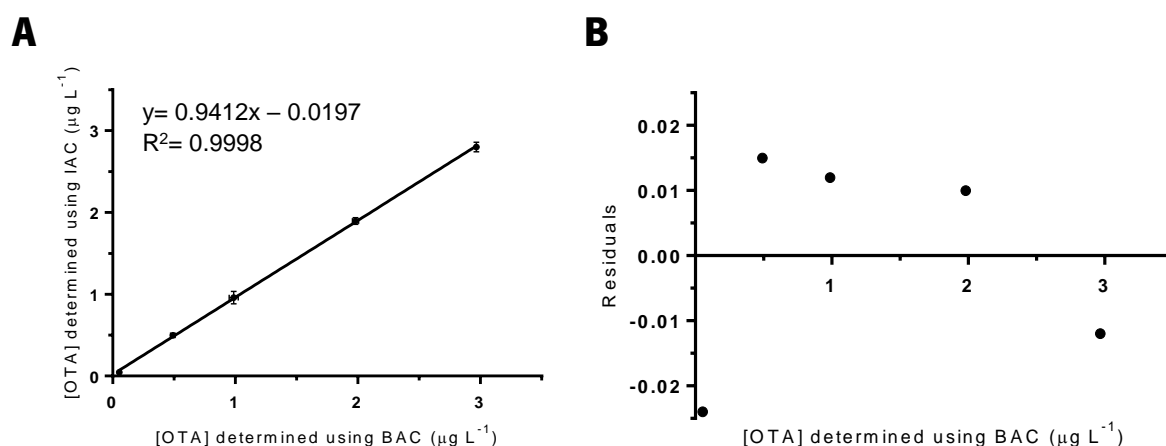 A
[OTA] determined using IAC (µg L⁻¹)
y= 0.9412x – 0.0197
R²= 0.9998
3
2
1
0
0
1
2
3
[OTA] determined using BAC (µg L⁻¹)
B
Residuals
0.02
0.01
0.00
-0.01
-0.02
1
2
3
[OTA] determined using BAC (µg L⁻¹)